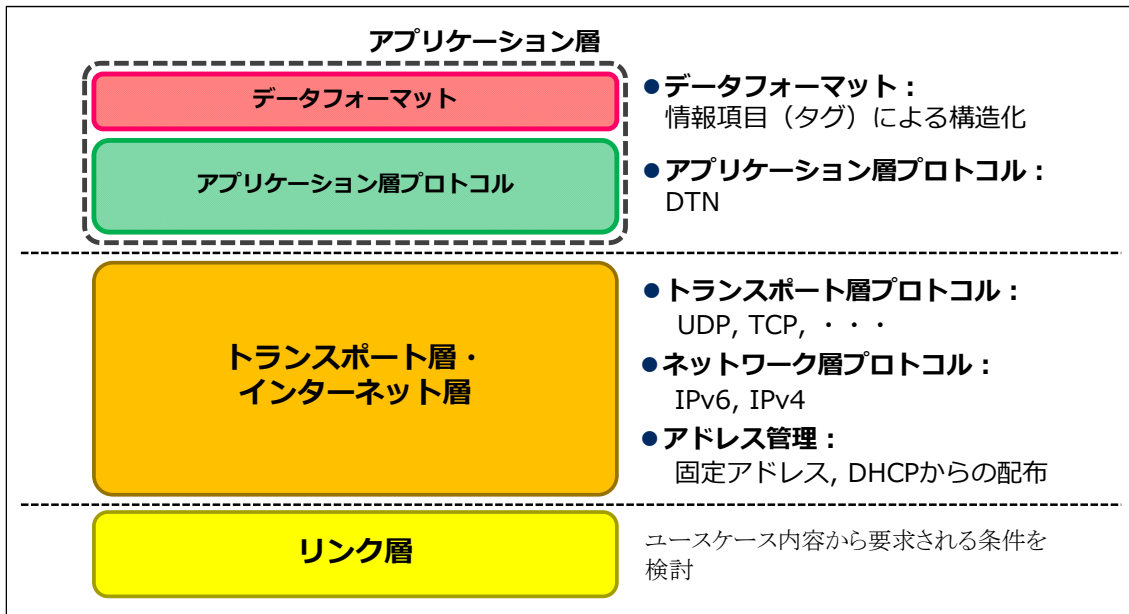 アプリケーション層
データフォーマット
アプリケーション層プロトコル
●データフォーマット：
情報項目（タグ）による構造化
●アプリケーション層プロトコル：
DTN
トランスポート層・
インターネット層
●トランスポート層プロトコル：
UDP, TCP, ・・・
●ネットワーク層プロトコル：
IPv6, IPv4
●アドレス管理：
固定アドレス, DHCPからの配布
リンク層
ユースケース内容から要求される条件を
検討